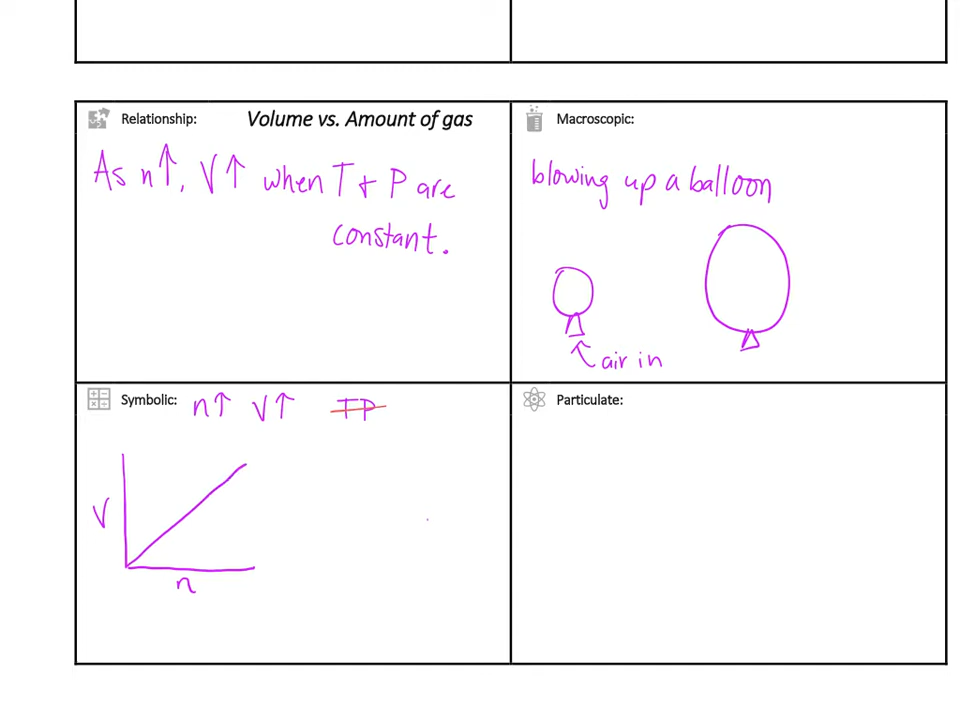 Relationship: Volume vs. Amount of gas
As n↑, V↑ when T + P are
constant.
Macroscopic:
blowing up a balloon
air in
Symbolic: n↑ V↑ TP
V
n
Particulate: